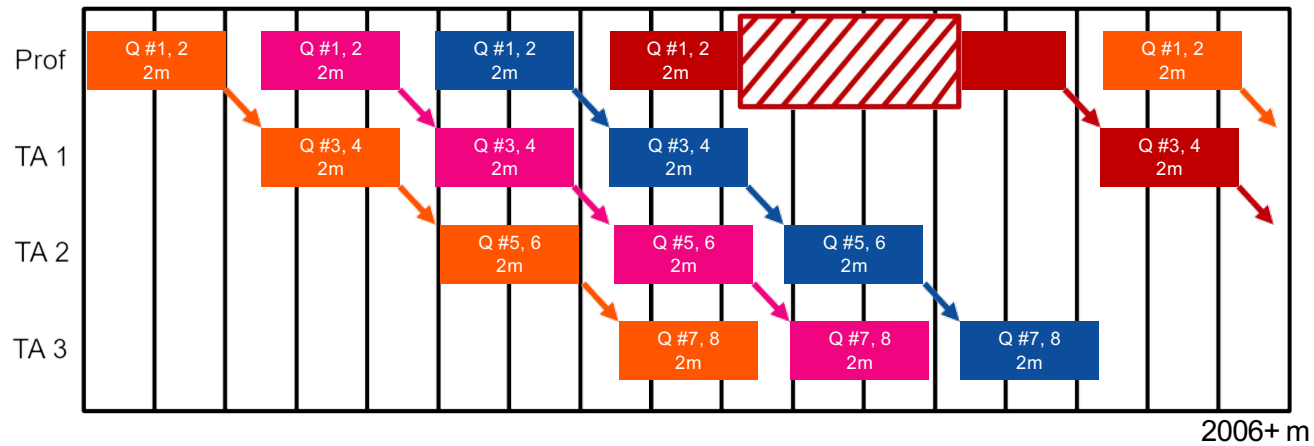 Prof
Q #1, 2
2m
Q #1, 2
2m
Q #1, 2
2m
Q #1, 2
2m
Q #1, 2
2m
TA 1
Q #3, 4
2m
Q #3, 4
2m
Q #3, 4
2m
Q #3, 4
2m
TA 2
Q #5, 6
2m
Q #5, 6
2m
Q #5, 6
2m
TA 3
Q #7, 8
2m
Q #7, 8
2m
Q #7, 8
2m
2006+ m